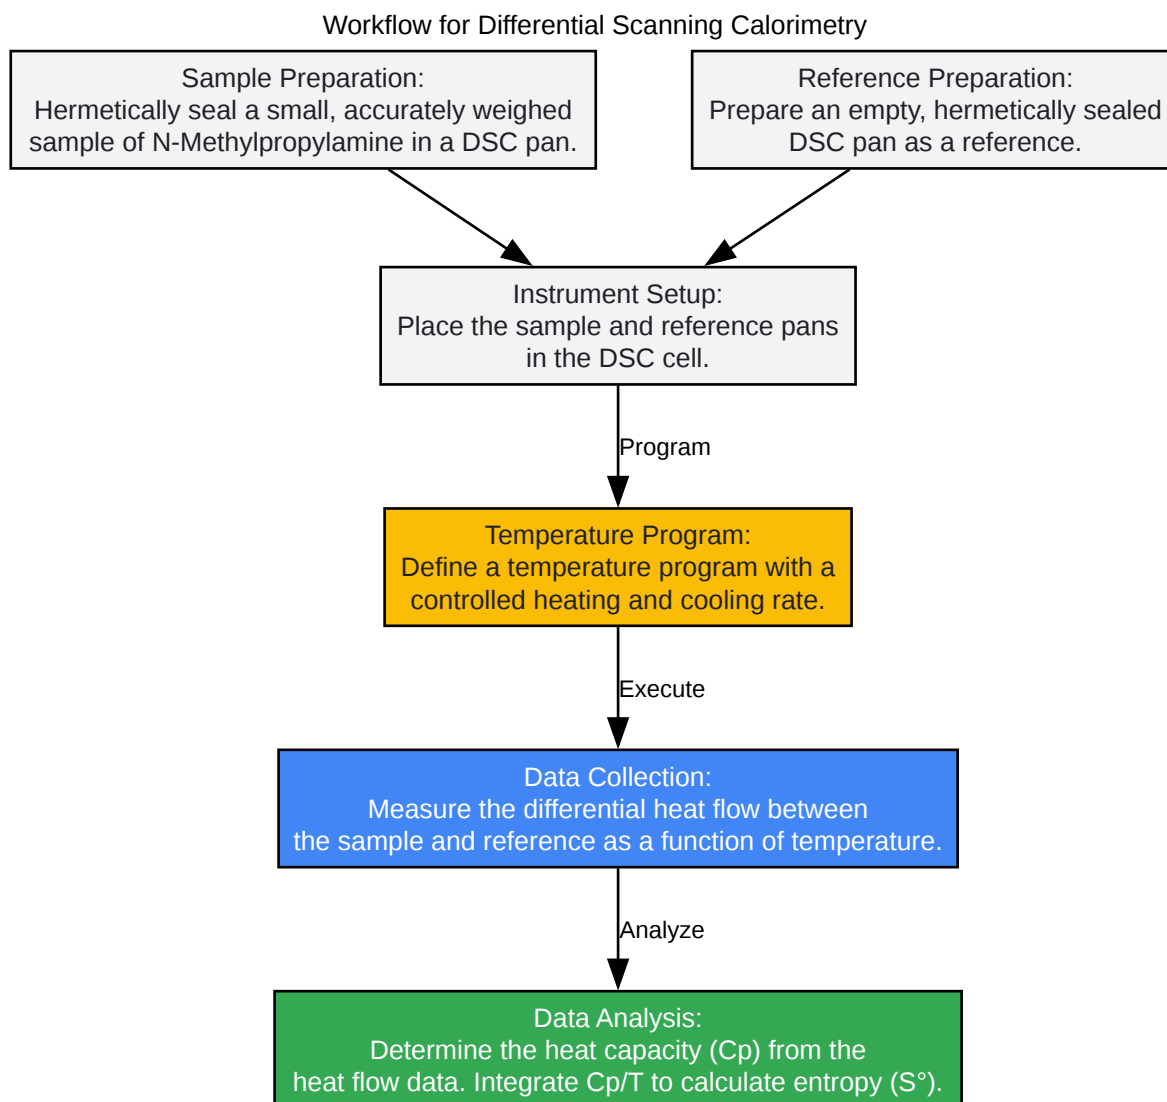 Workflow for Differential Scanning Calorimetry
Sample Preparation:
Hermetically seal a small, accurately weighed
sample of N-Methylpropylamine in a DSC pan.
Reference Preparation:
Prepare an empty, hermetically sealed
DSC pan as a reference.
Instrument Setup:
Place the sample and reference pans
in the DSC cell.
Program
Temperature Program:
Define a temperature program with a
controlled heating and cooling rate.
Execute
Data Collection:
Measure the differential heat flow between
the sample and reference as a function of temperature.
Analyze
Data Analysis:
Determine the heat capacity (Cp) from the
heat flow data. Integrate Cp/T to calculate entropy (S°).